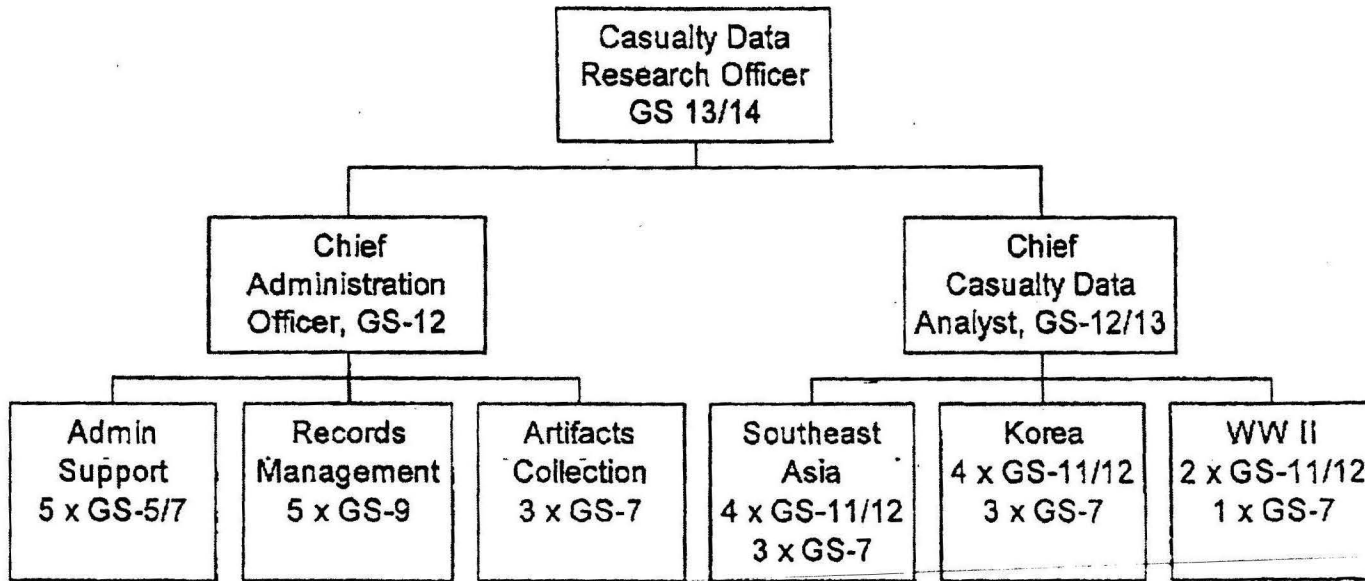 Casualty Data
Research Officer
GS 13/14
Chief
Administration
Officer, GS-12
Chief
Casualty Data
Analyst, GS-12/13
Admin
Support
5 x GS-5/7
Records
Management
5 x GS-9
Artifacts
Collection
3 x GS-7
Southeast
Asia
4 x GS-11/12
3 x GS-7
Korea
4 x GS-11/12
3 x GS-7
WW II
2 x GS-11/12
1 x GS-7